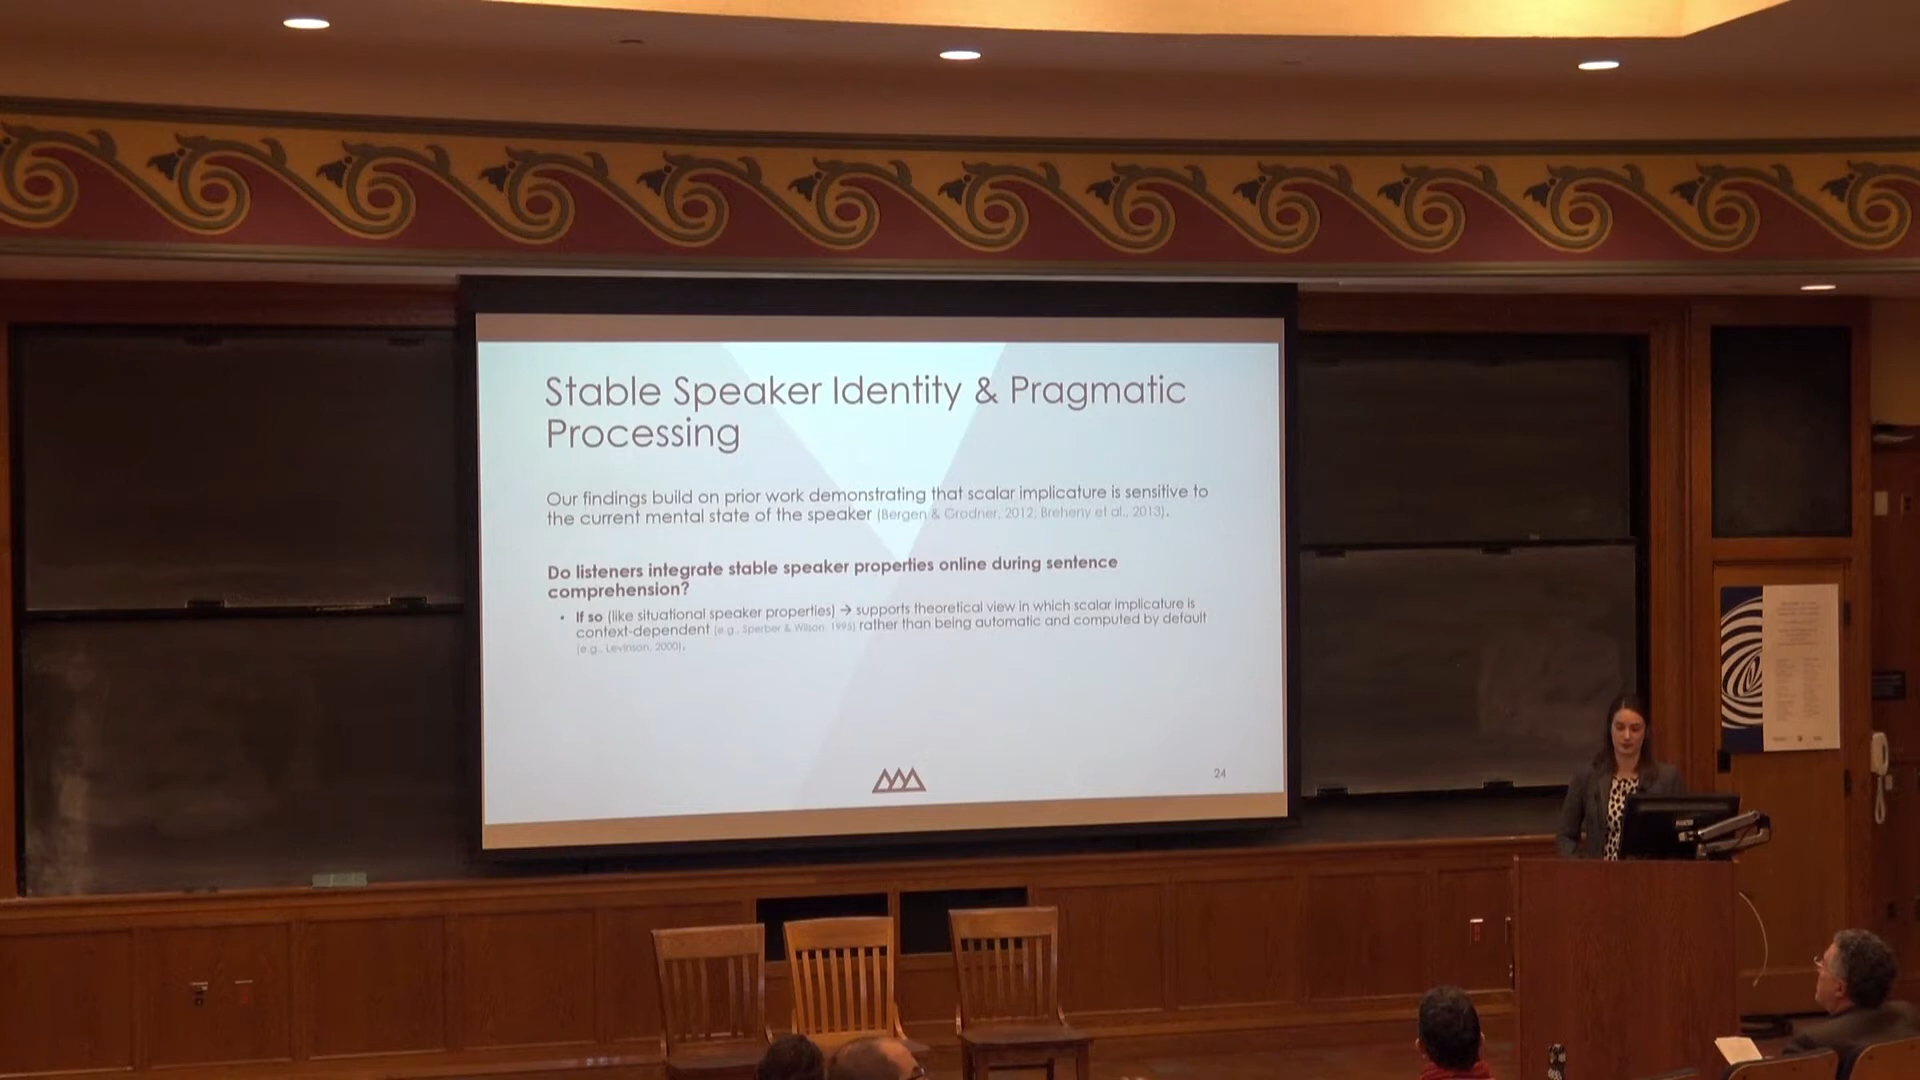 Stable Speaker Identity & Pragmatic
Processing
Our findings build on prior work demonstrating that scalar implicature is sensitive to
the current mental state of the speaker (Bergen & Grodner, 2012; Breheny et al., 2013).
Do listeners integrate stable speaker properties online during sentence
comprehension?
• If so (like situational speaker properties) → supports theoretical view in which scalar implicature is
context-dependent (e.g., Sperber & Wilson, 1995) rather than being automatic and computed by default
(e.g., Levinson, 2000).
24